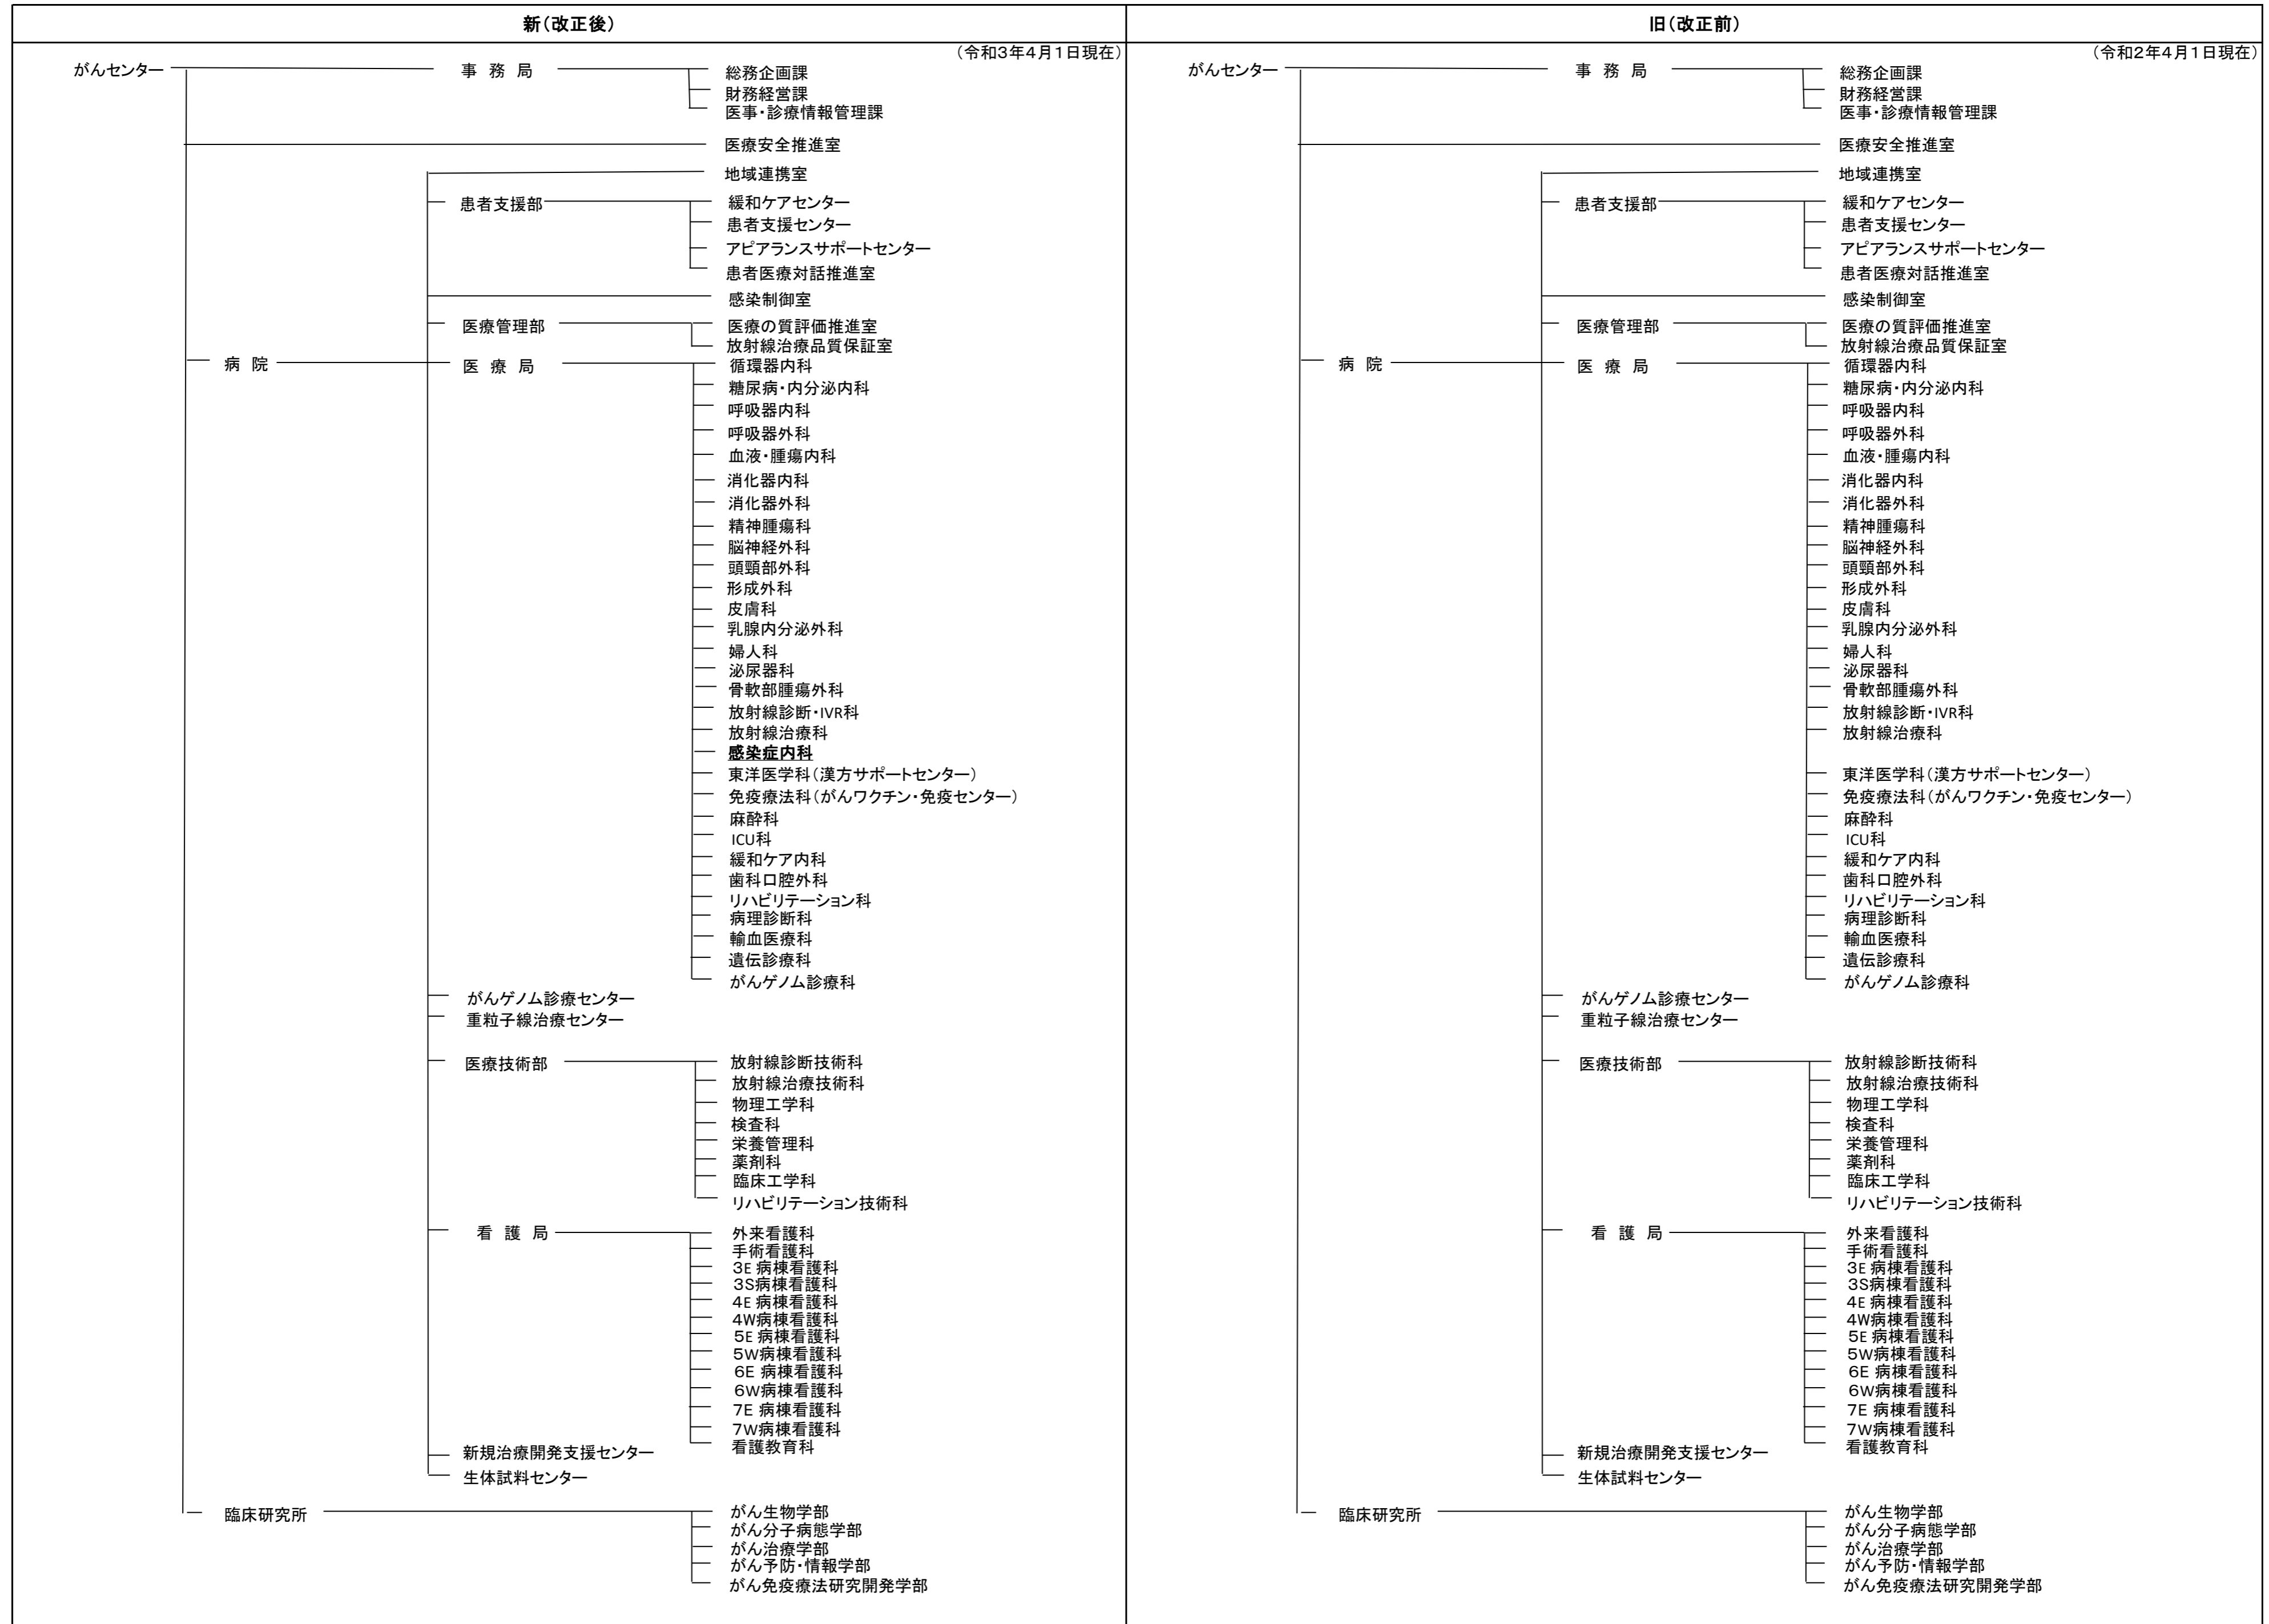 新（改正後）
（令和3年4月1日現在）
がんセンター
事 務 局
総務企画課
財務経営課
医事・診療情報管理課
医療安全推進室
地域連携室
患者支援部
緩和ケアセンター
患者支援センター
アピアランスサポートセンター
患者医療対話推進室
感染制御室
医療管理部
医療の質評価推進室
放射線治療品質保証室
病 院
医 療 局
循環器内科
糖尿病・内分泌内科
呼吸器内科
呼吸器外科
血液・腫瘍内科
消化器内科
消化器外科
精神腫瘍科
脳神経外科
頭頸部外科
形成外科
皮膚科
乳腺内分泌外科
婦人科
泌尿器科
骨軟部腫瘍外科
放射線診断・IVR科
放射線治療科
感染症内科
東洋医学科（漢方サポートセンター）
免疫療法科（がんワクチン・免疫センター）
麻酔科
ICU科
緩和ケア内科
歯科口腔外科
リハビリテーション科
病理診断科
輸血医療科
遺伝診療科
がんゲノム診療科
がんゲノム診療センター
重粒子線治療センター
医療技術部
放射線診断技術科
放射線治療技術科
物理工学科
検査科
栄養管理科
薬剤科
臨床工学科
リハビリテーション技術科
看 護 局
外来看護科
手術看護科
3E 病棟看護科
3S病棟看護科
4E 病棟看護科
4W病棟看護科
5E 病棟看護科
5W病棟看護科
6E 病棟看護科
6W病棟看護科
7E 病棟看護科
7W病棟看護科
看護教育科
新規治療開発支援センター
生体試料センター
臨床研究所
がん生物学部
がん分子病態学部
がん治療学部
がん予防・情報学部
がん免疫療法研究開発学部
旧（改正前）
（令和2年4月1日現在）
がんセンター
事 務 局
総務企画課
財務経営課
医事・診療情報管理課
医療安全推進室
地域連携室
患者支援部
緩和ケアセンター
患者支援センター
アピアランスサポートセンター
患者医療対話推進室
感染制御室
医療管理部
医療の質評価推進室
放射線治療品質保証室
病 院
医 療 局
循環器内科
糖尿病・内分泌内科
呼吸器内科
呼吸器外科
血液・腫瘍内科
消化器内科
消化器外科
精神腫瘍科
脳神経外科
頭頸部外科
形成外科
皮膚科
乳腺内分泌外科
婦人科
泌尿器科
骨軟部腫瘍外科
放射線診断・IVR科
放射線治療科
東洋医学科（漢方サポートセンター）
免疫療法科（がんワクチン・免疫センター）
麻酔科
ICU科
緩和ケア内科
歯科口腔外科
リハビリテーション科
病理診断科
輸血医療科
遺伝診療科
がんゲノム診療科
がんゲノム診療センター
重粒子線治療センター
医療技術部
放射線診断技術科
放射線治療技術科
物理工学科
検査科
栄養管理科
薬剤科
臨床工学科
リハビリテーション技術科
看 護 局
外来看護科
手術看護科
3E 病棟看護科
3S病棟看護科
4E 病棟看護科
4W病棟看護科
5E 病棟看護科
5W病棟看護科
6E 病棟看護科
6W病棟看護科
7E 病棟看護科
7W病棟看護科
看護教育科
新規治療開発支援センター
生体試料センター
臨床研究所
がん生物学部
がん分子病態学部
がん治療学部
がん予防・情報学部
がん免疫療法研究開発学部